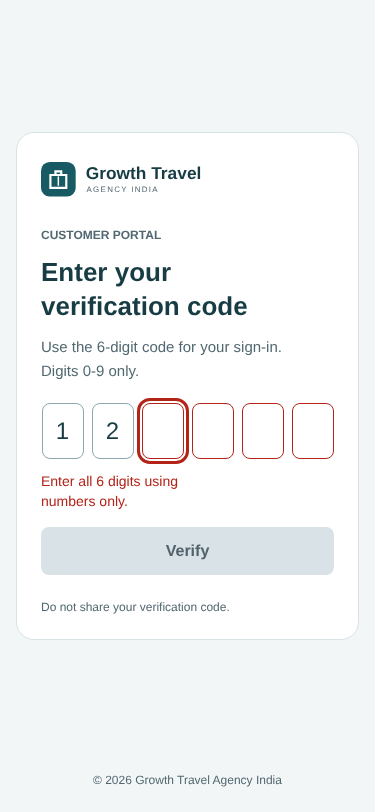 Growth Travel
AGENCY INDIA
CUSTOMER PORTAL
Enter your
verification code
Use the 6-digit code for your sign-in.
Digits 0-9 only.
1 2
Enter all 6 digits using
numbers only.
Verify
Do not share your verification code.
© 2026 Growth Travel Agency India